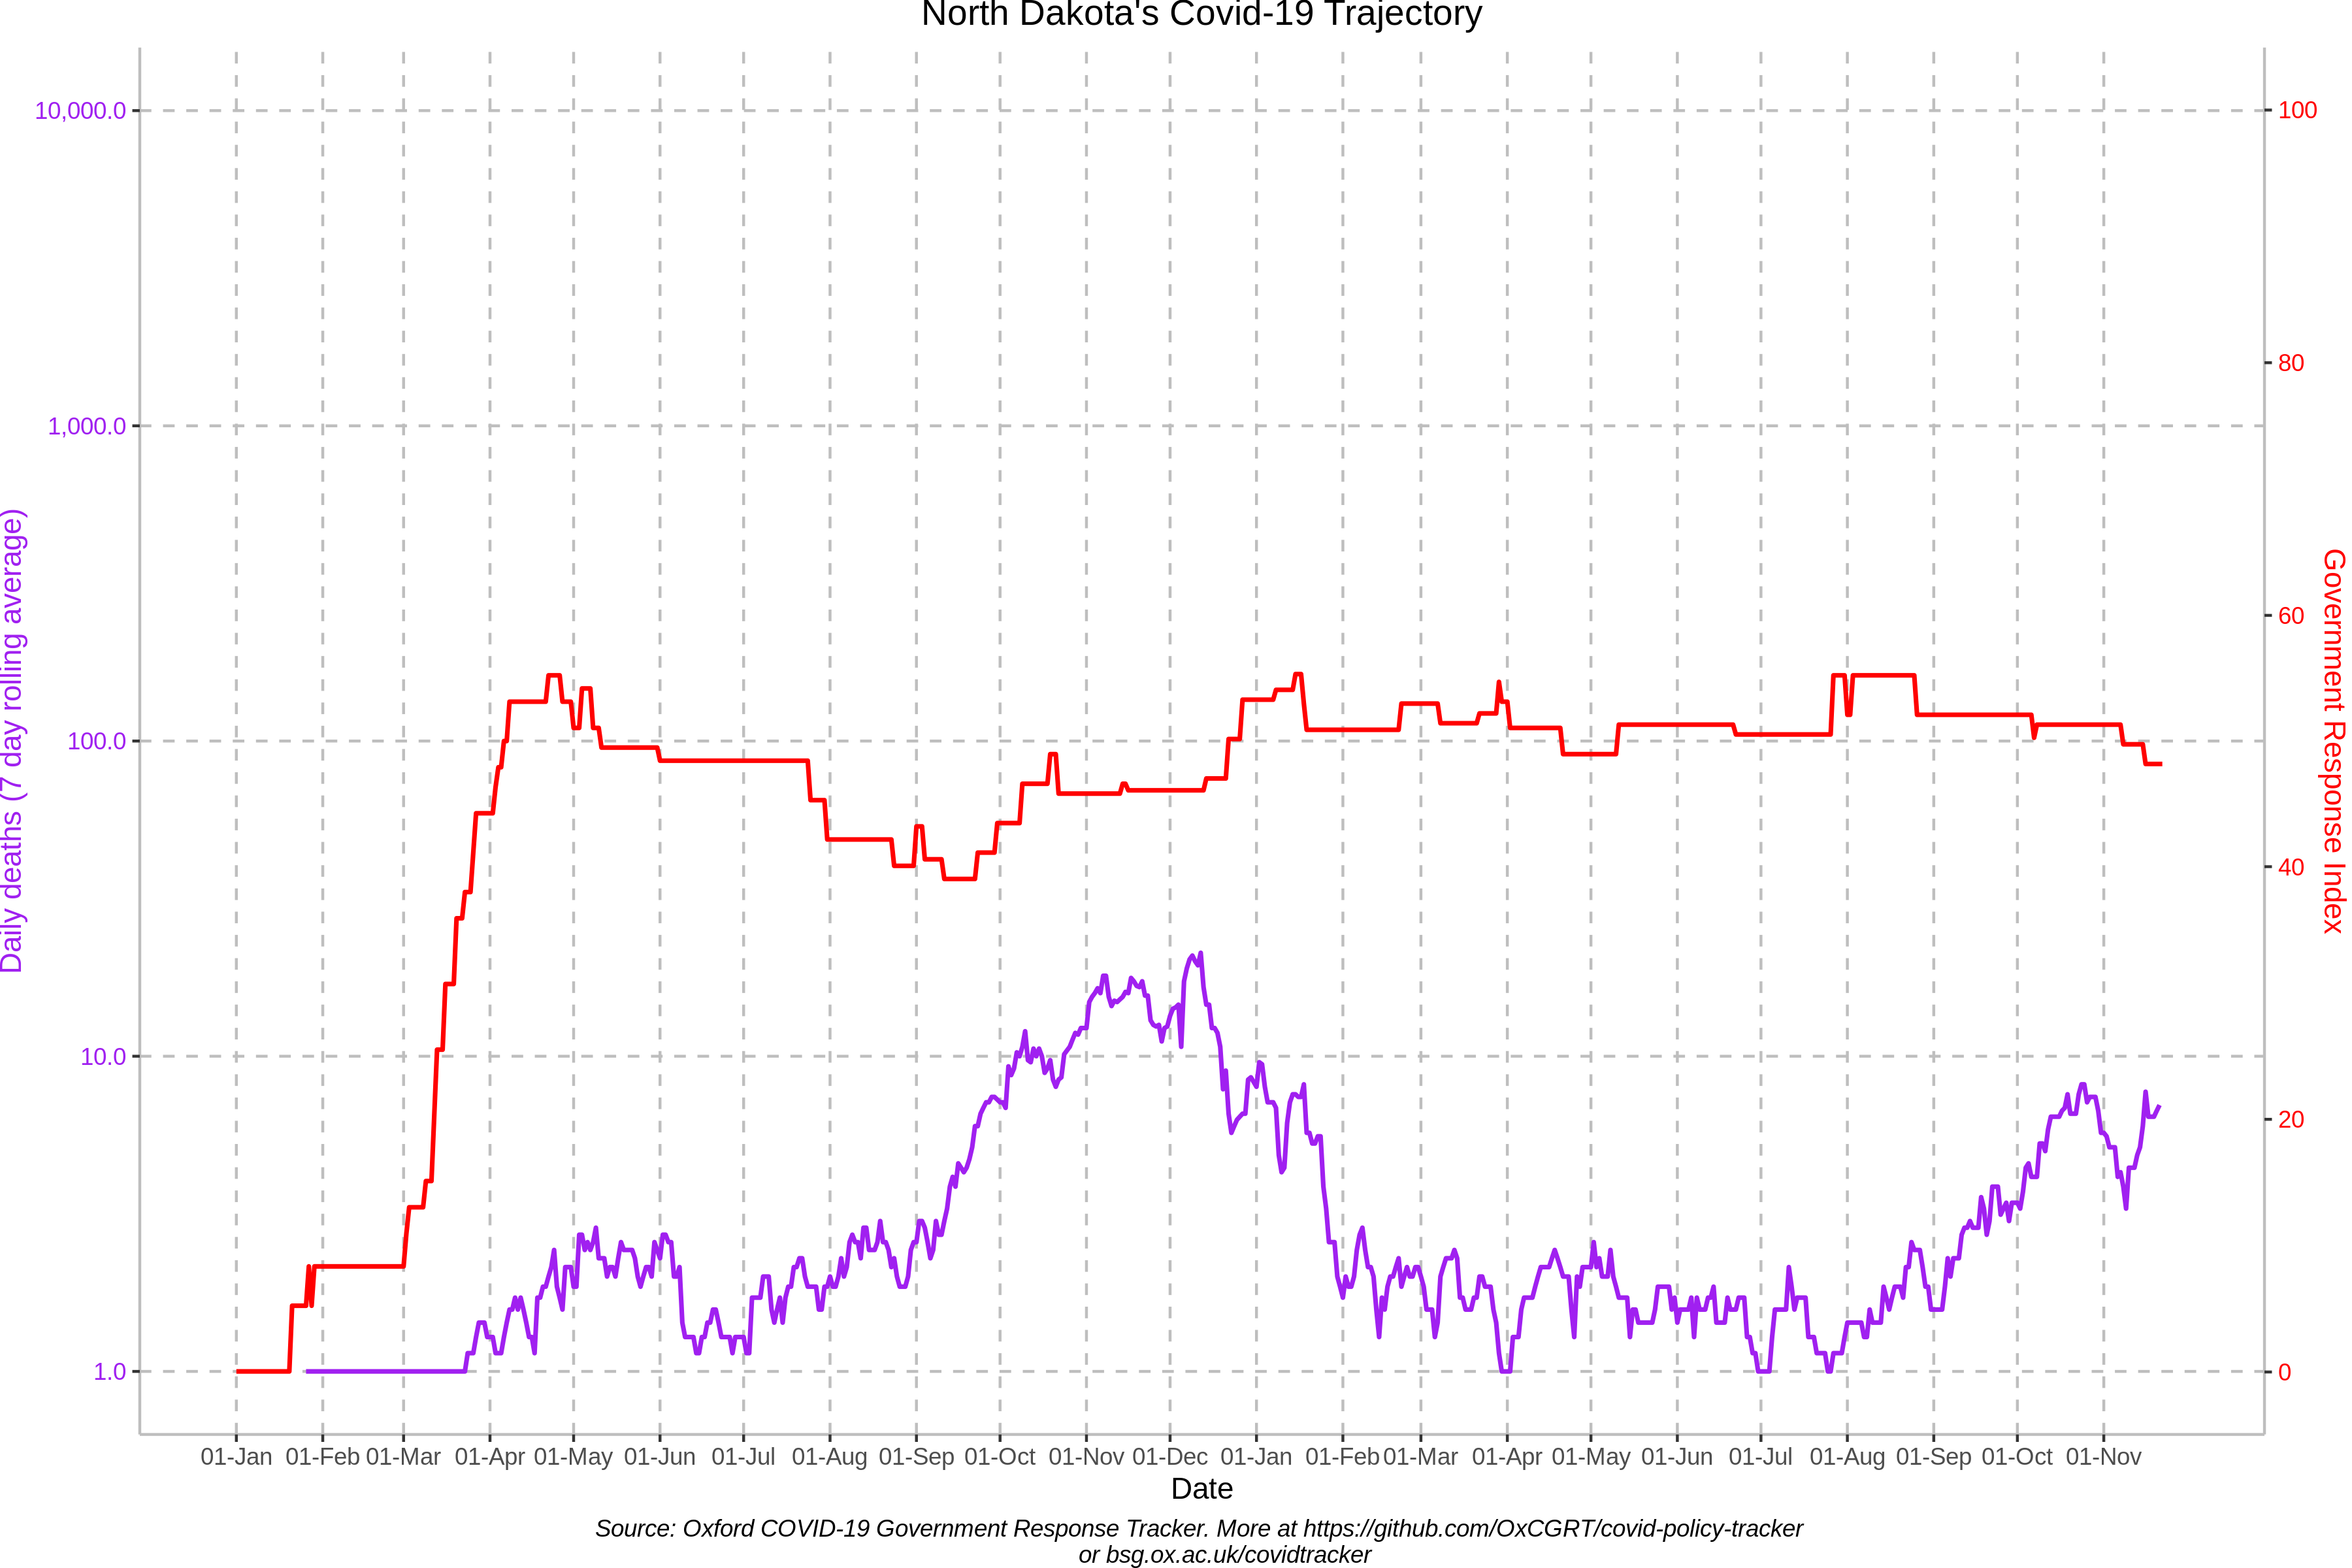 North Dakota's Covid-19 Trajectory
10,000.0
1,000.0
100.0
10.0
1.0
Daily deaths (7 day rolling average)
100
80
60
40
20
0
Government Response Index
01-Jan 01-Feb 01-Mar 01-Apr 01-May 01-Jun 01-Jul 01-Aug 01-Sep 01-Oct 01-Nov 01-Dec 01-Jan 01-Feb 01-Mar 01-Apr 01-May 01-Jun 01-Jul 01-Aug 01-Sep 01-Oct 01-Nov
Date
Source: Oxford COVID-19 Government Response Tracker. More at https://github.com/OxCGRT/covid-policy-tracker
or bsg.ox.ac.uk/covidtracker